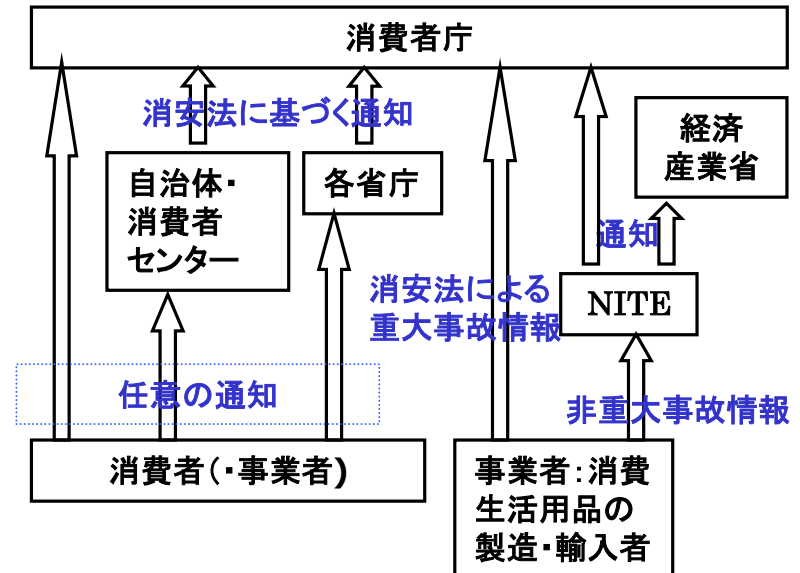 消費者庁
消安法に基づく通知
経済
産業省
自治体・
消費者
センター
各省庁
通知
消安法による
重大事故情報
NITE
任意の通知
非重大事故情報
消費者(・事業者)
事業者:消費
生活用品の
製造・輸入者